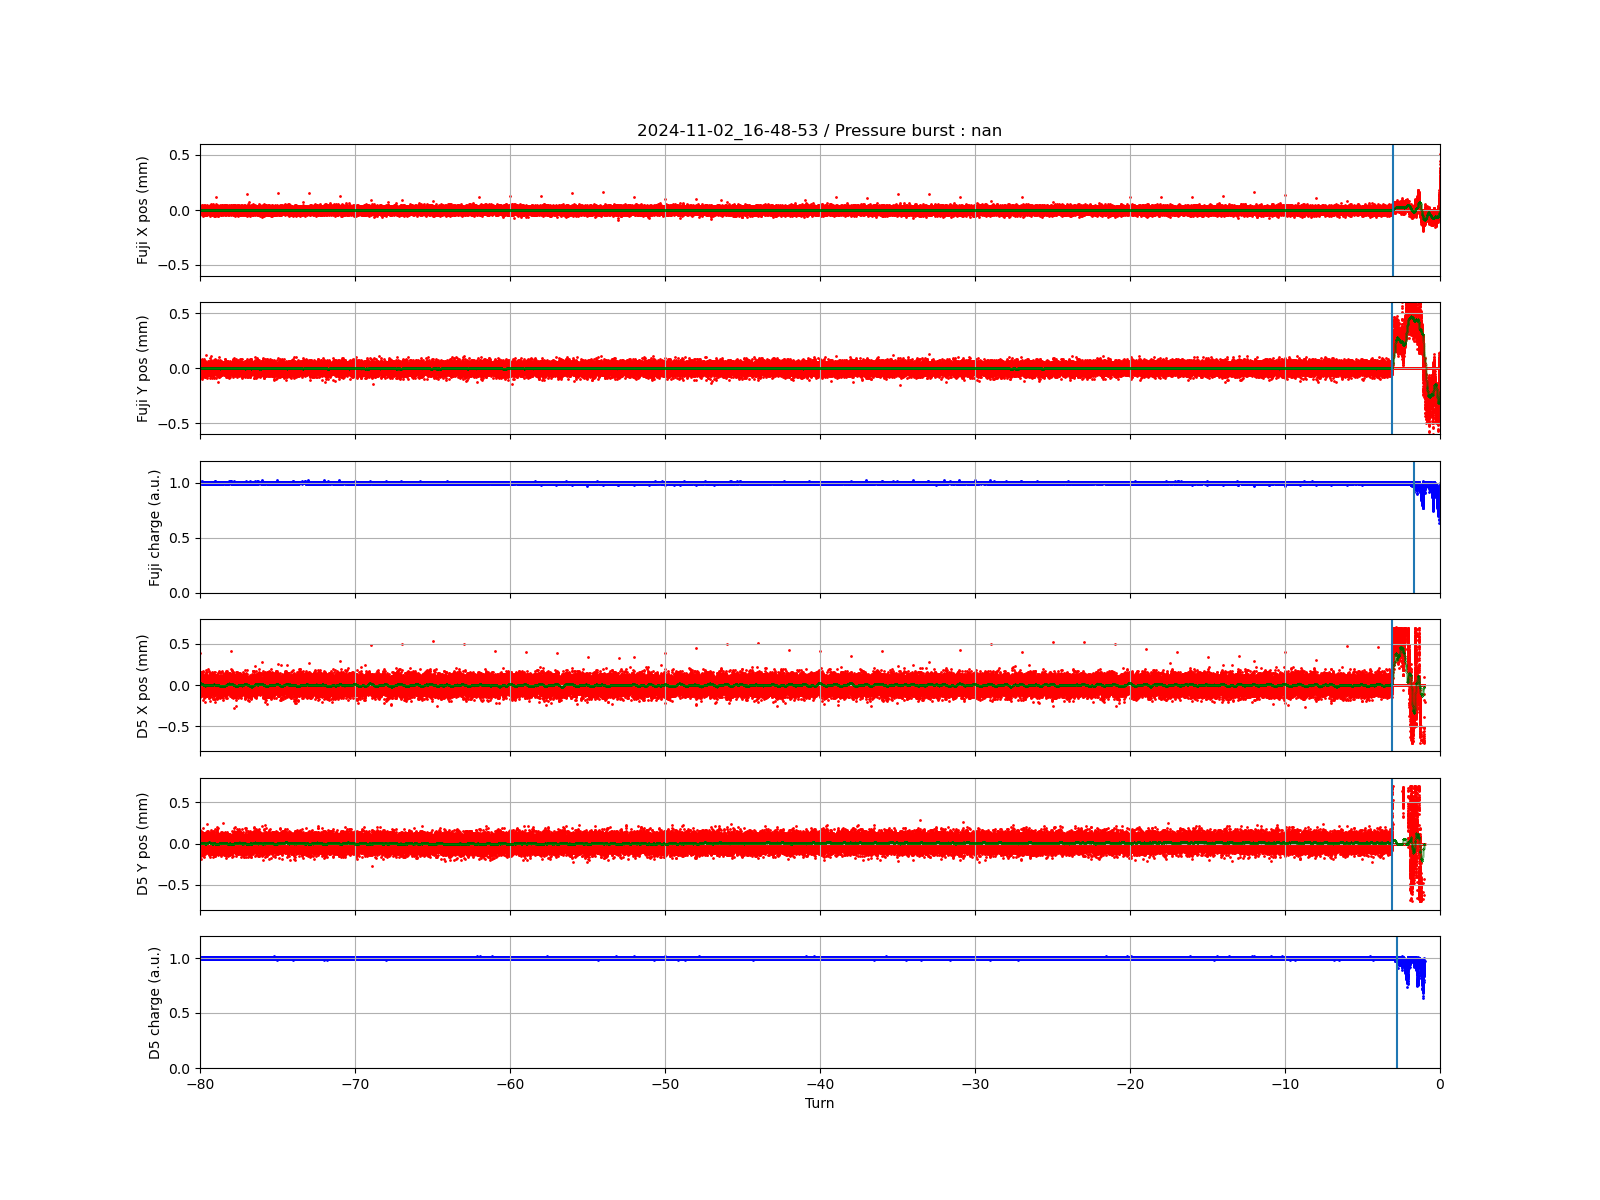 2024-11-02_16-48-53 / Pressure burst : nan
0.5
0.0
−0.5
Fuji X pos (mm)
0.5
0.0
−0.5
Fuji Y pos (mm)
1.0
0.5
0.0
Fuji charge (a.u.)
0.5
0.0
−0.5
D5 X pos (mm)
0.5
0.0
−0.5
D5 Y pos (mm)
1.0
0.5
0.0
D5 charge (a.u.)
−80 −70 −60 −50 −40 −30 −20 −10 0
Turn